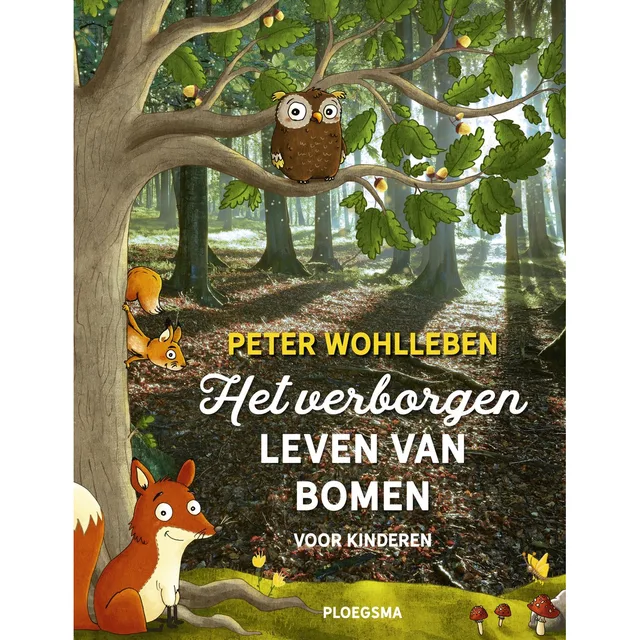 PETER WOHLLEBEN
Het verborgen
LEVEN VAN
BOMEN
VOOR KINDEREN
PLOEGSMA